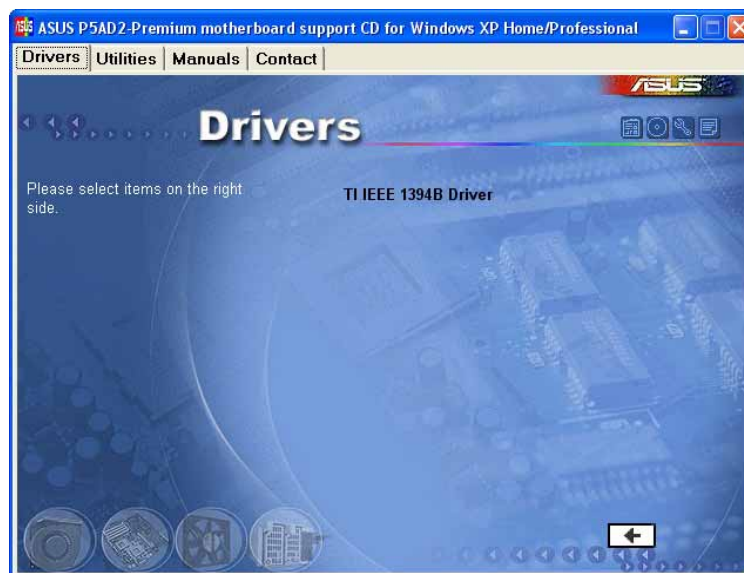 ASUS P5AD2-Premium motherboard support CD for Windows XP Home/Professional
Drivers Utilities Manuals Contact
ASUS
Drivers
Please select items on the right
side.
TI IEEE 1394B Driver